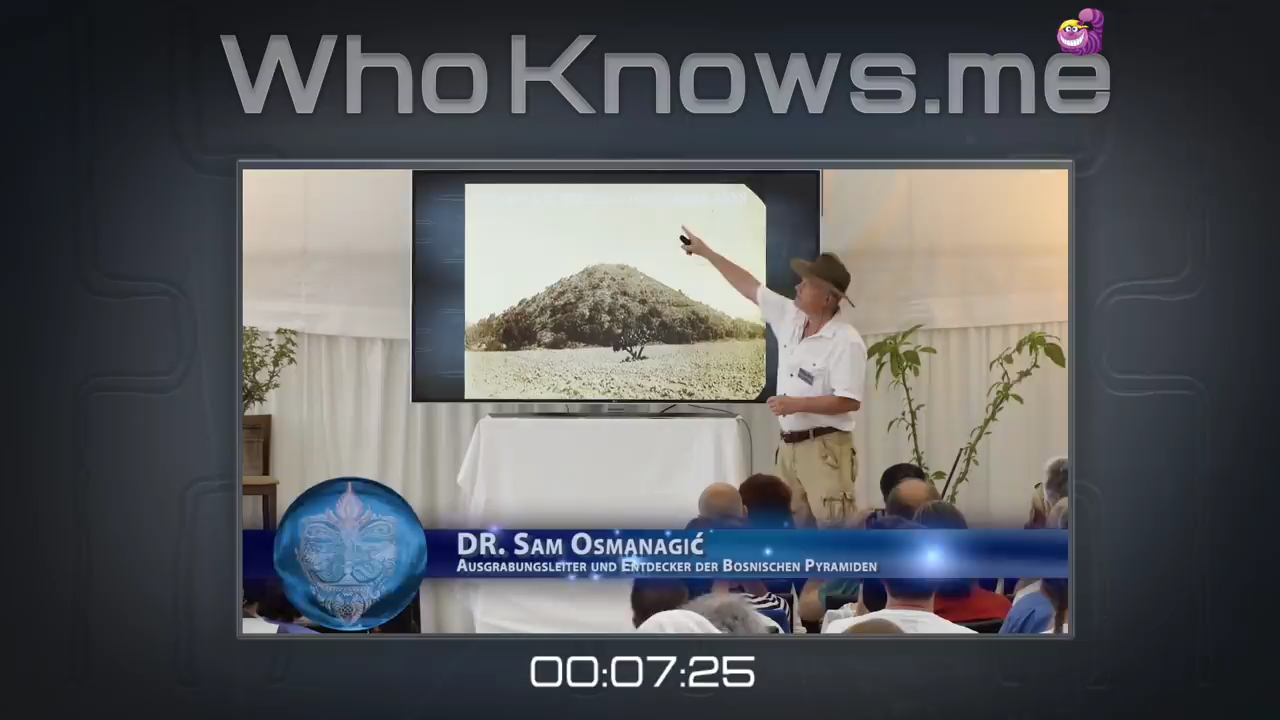 WhoKnows.me
DR. Sam Osmanagić
Ausgrabungsleiter und Entdecker der Bosnischen Pyramiden
00:07:25